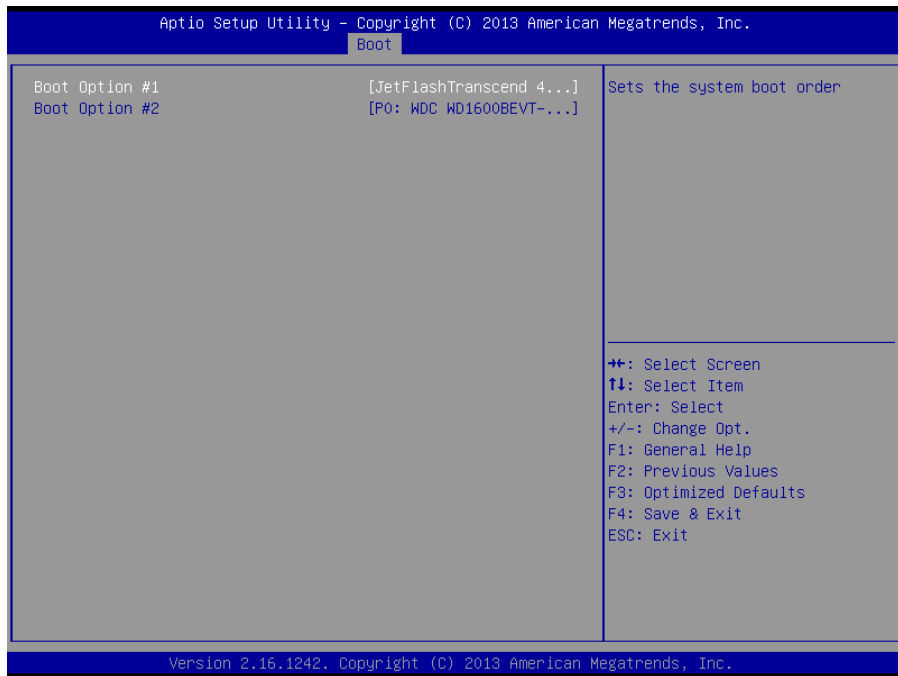 Aptio Setup Utility – Copyright (C) 2013 American Megatrends, Inc.
Boot
Boot Option #1 [JetFlashTranscend 4...]
Boot Option #2 [P0: WDC WD1600BEVT-...]
Sets the system boot order
→←: Select Screen
↑↓: Select Item
Enter: Select
+/-: Change Opt.
F1: General Help
F2: Previous Values
F3: Optimized Defaults
F4: Save & Exit
ESC: Exit
Version 2.16.1242. Copyright (C) 2013 American Megatrends, Inc.